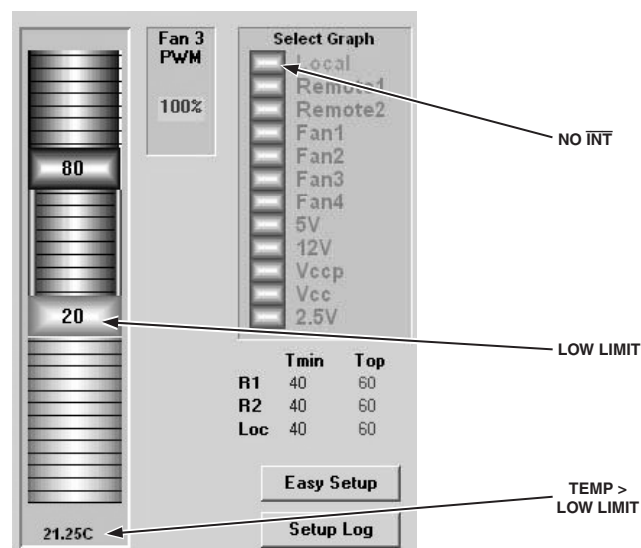 Fan 3
PWM
100%
Select Graph
Local
Remote1
Remote2
Fan1
Fan2
Fan3
Fan4
5V
12V
Vccp
Vcc
2.5V
NO I̅N̅T̅
80
20
LOW LIMIT
Tmin Top
R1 40 60
R2 40 60
Loc 40 60
Easy Setup
Setup Log
21.25C
TEMP >
LOW LIMIT